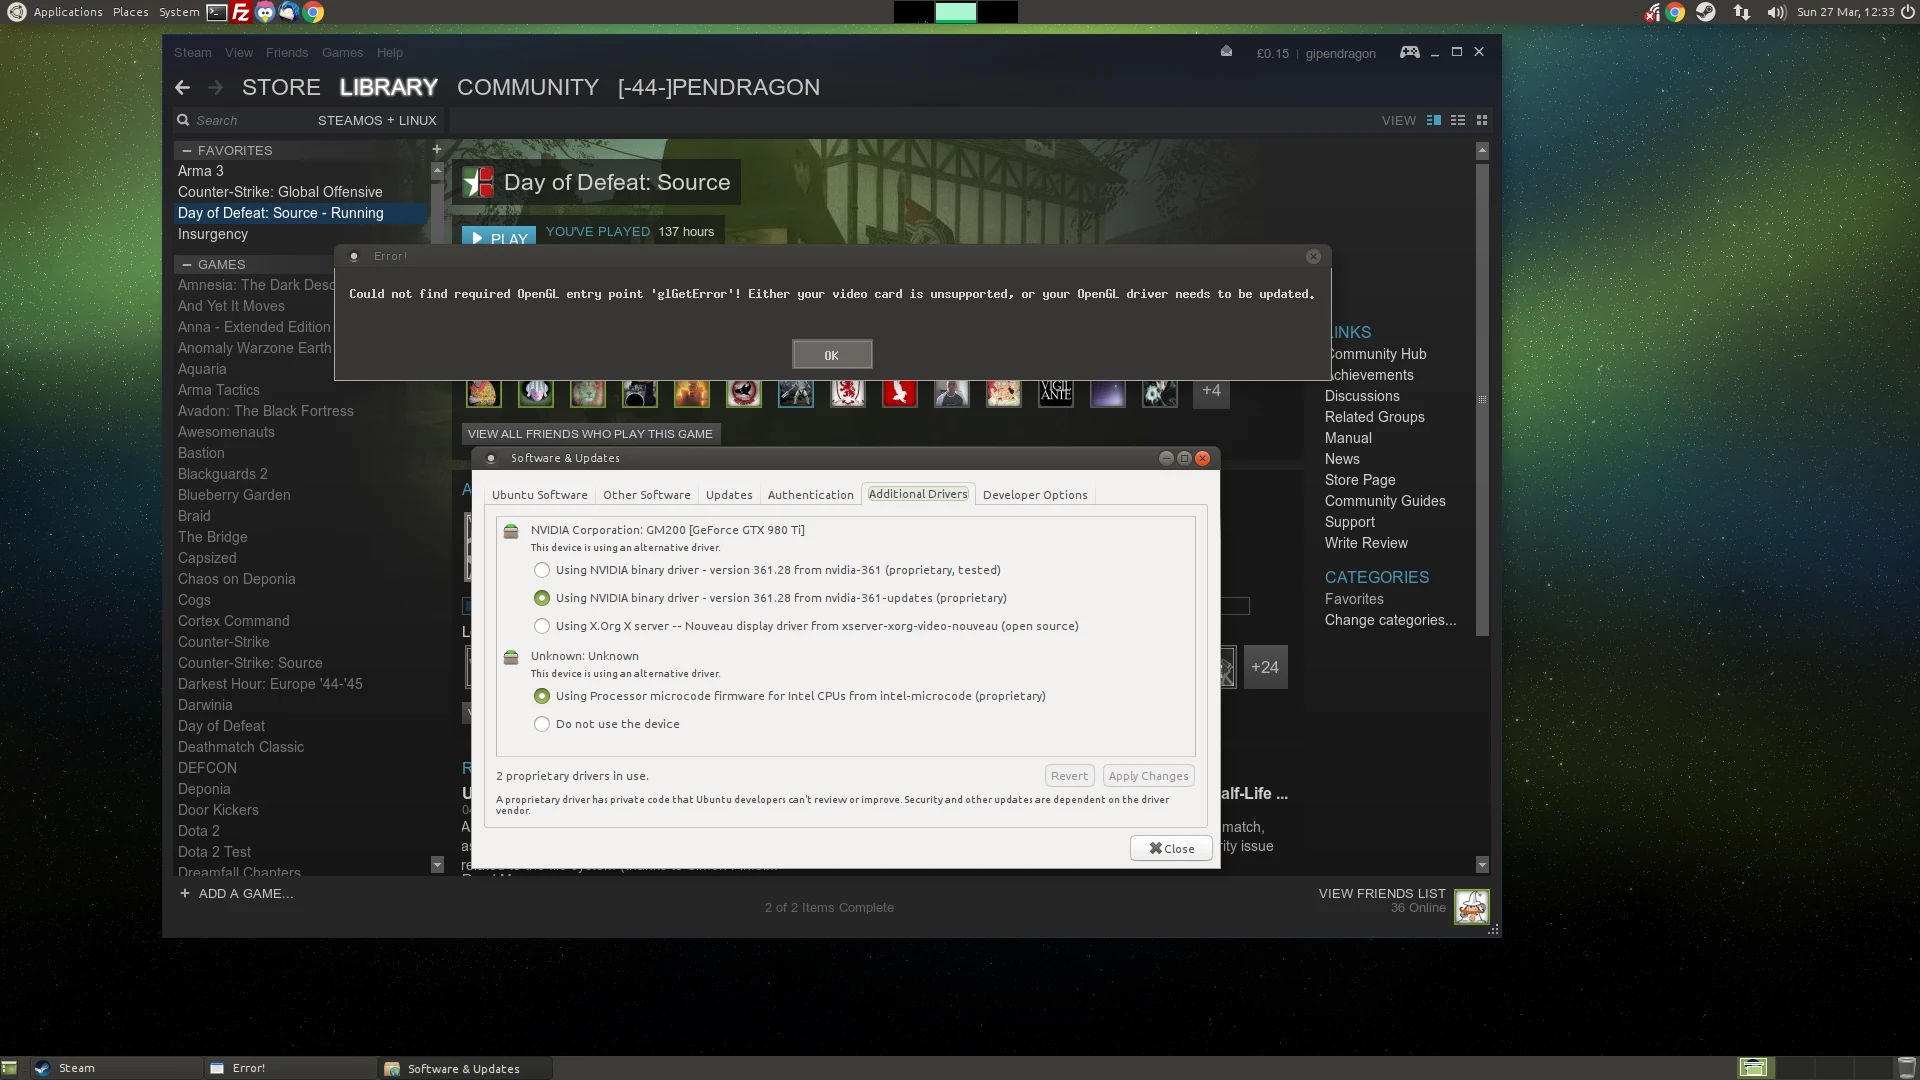 Applications Places System
Sun 27 Mar, 12:33
Steam View Friends Games Help
£0.15 | gipendragon
STORE LIBRARY COMMUNITY [-44-]PENDRAGON
Search STEAMOS + LINUX
VIEW
— FAVORITES +
Arma 3
Counter-Strike: Global Offensive
Day of Defeat: Source - Running
Insurgency
— GAMES
Amnesia: The Dark Desc
And Yet It Moves
Anna - Extended Edition
Anomaly Warzone Earth
Aquaria
Arma Tactics
Avadon: The Black Fortress
Awesomenauts
Bastion
Blackguards 2
Blueberry Garden
Braid
The Bridge
Capsized
Chaos on Deponia
Cogs
Cortex Command
Counter-Strike
Counter-Strike: Source
Darkest Hour: Europe '44-'45
Darwinia
Day of Defeat
Deathmatch Classic
DEFCON
Deponia
Door Kickers
Dota 2
Dota 2 Test
Dreamfall Chapters
+ ADD A GAME...
Day of Defeat: Source
PLAY
YOU'VE PLAYED 137 hours
Error!
Could not find required OpenGL entry point 'glGetError'! Either your video card is unsupported, or your OpenGL driver needs to be updated.
OK
VIGIL
ANTE
+4
VIEW ALL FRIENDS WHO PLAY THIS GAME
Software & Updates
Ubuntu Software Other Software Updates Authentication Additional Drivers Developer Options
NVIDIA Corporation: GM200 [GeForce GTX 980 Ti]
This device is using an alternative driver.
Using NVIDIA binary driver - version 361.28 from nvidia-361 (proprietary, tested)
Using NVIDIA binary driver - version 361.28 from nvidia-361-updates (proprietary)
Using X.Org X server -- Nouveau display driver from xserver-xorg-video-nouveau (open source)
Unknown: Unknown
This device is using an alternative driver.
Using Processor microcode firmware for Intel CPUs from intel-microcode (proprietary)
Do not use the device
2 proprietary drivers in use.
Revert Apply Changes
A proprietary driver has private code that Ubuntu developers can't review or improve. Security and other updates are dependent on the driver
vendor.
Close
+24
alf-Life ...
match,
rity issue
INKS
Community Hub
Achievements
Discussions
Related Groups
Manual
News
Store Page
Community Guides
Support
Write Review
CATEGORIES
Favorites
Change categories...
2 of 2 Items Complete
VIEW FRIENDS LIST
36 Online
Steam
Error!
Software & Updates